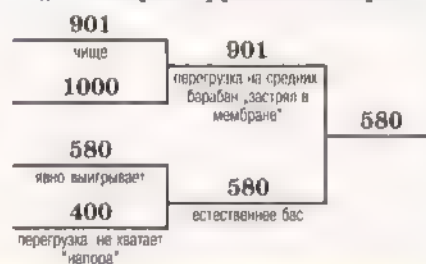 901
чище
1000
901
перегрузка на средних
барабан „застрял в
мембране"
580
580
явно выигрывает
400
перегрузка не хватает
"напора"
580
естественнее бас